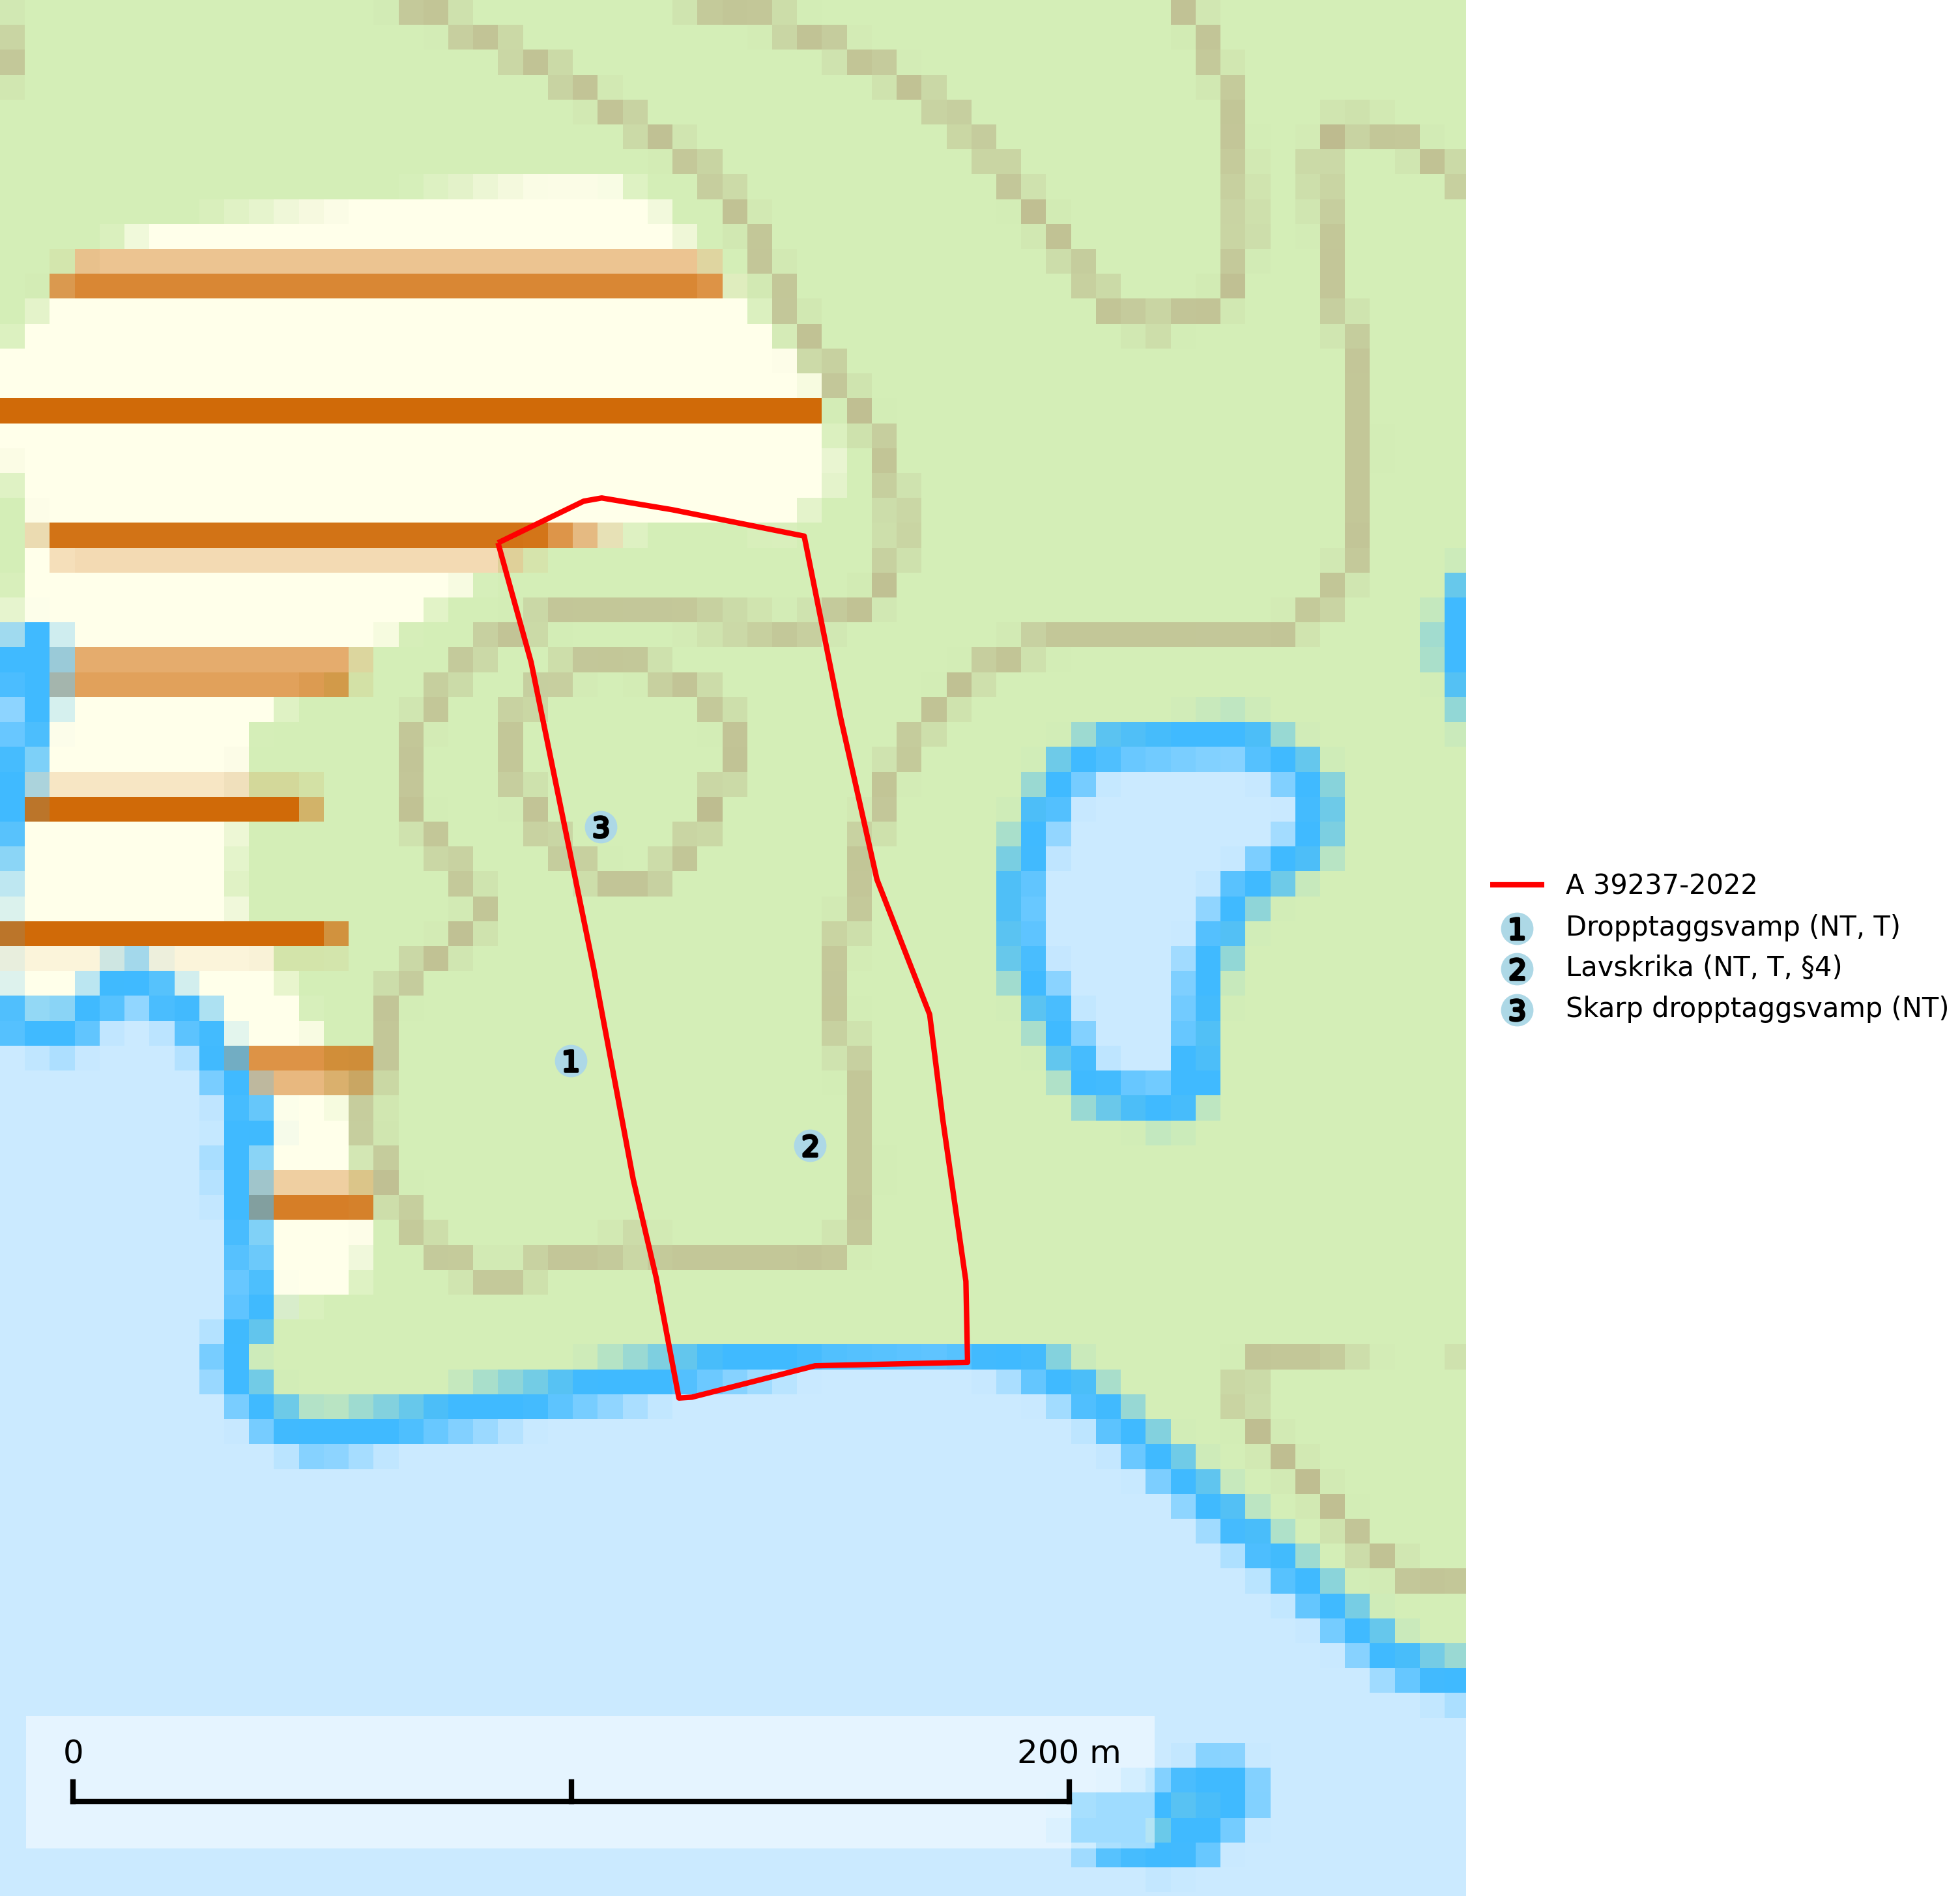 3
1
2
A 39237-2022
1 Dropptaggsvamp (NT, T)
2 Lavskrika (NT, T, §4)
3 Skarp dropptaggsvamp (NT)
0 200 m